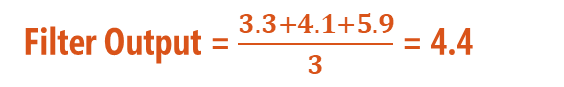 Filter Output = (3.3+4.1+5.9)/3 = 4.4